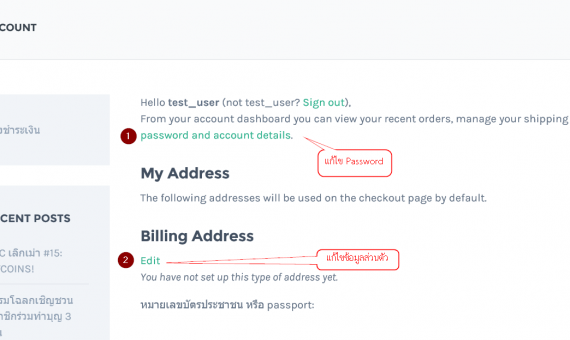 COUNT
Hello test_user (not test_user? Sign out),
From your account dashboard you can view your recent orders, manage your shipping
1 password and account details.
แก้ไข Password
My Address
The following addresses will be used on the checkout page by default.
Billing Address
2 Edit
แก้ไขข้อมูลส่วนตัว
You have not set up this type of address yet.
หมายเลขบัตรประชาชน หรือ passport:
ชำระเงิน
CENT POSTS
C เลิกเม่า #15:
COINS!
รมโฉลกเชิญชวน
าชิกร่วมทำบุญ 3